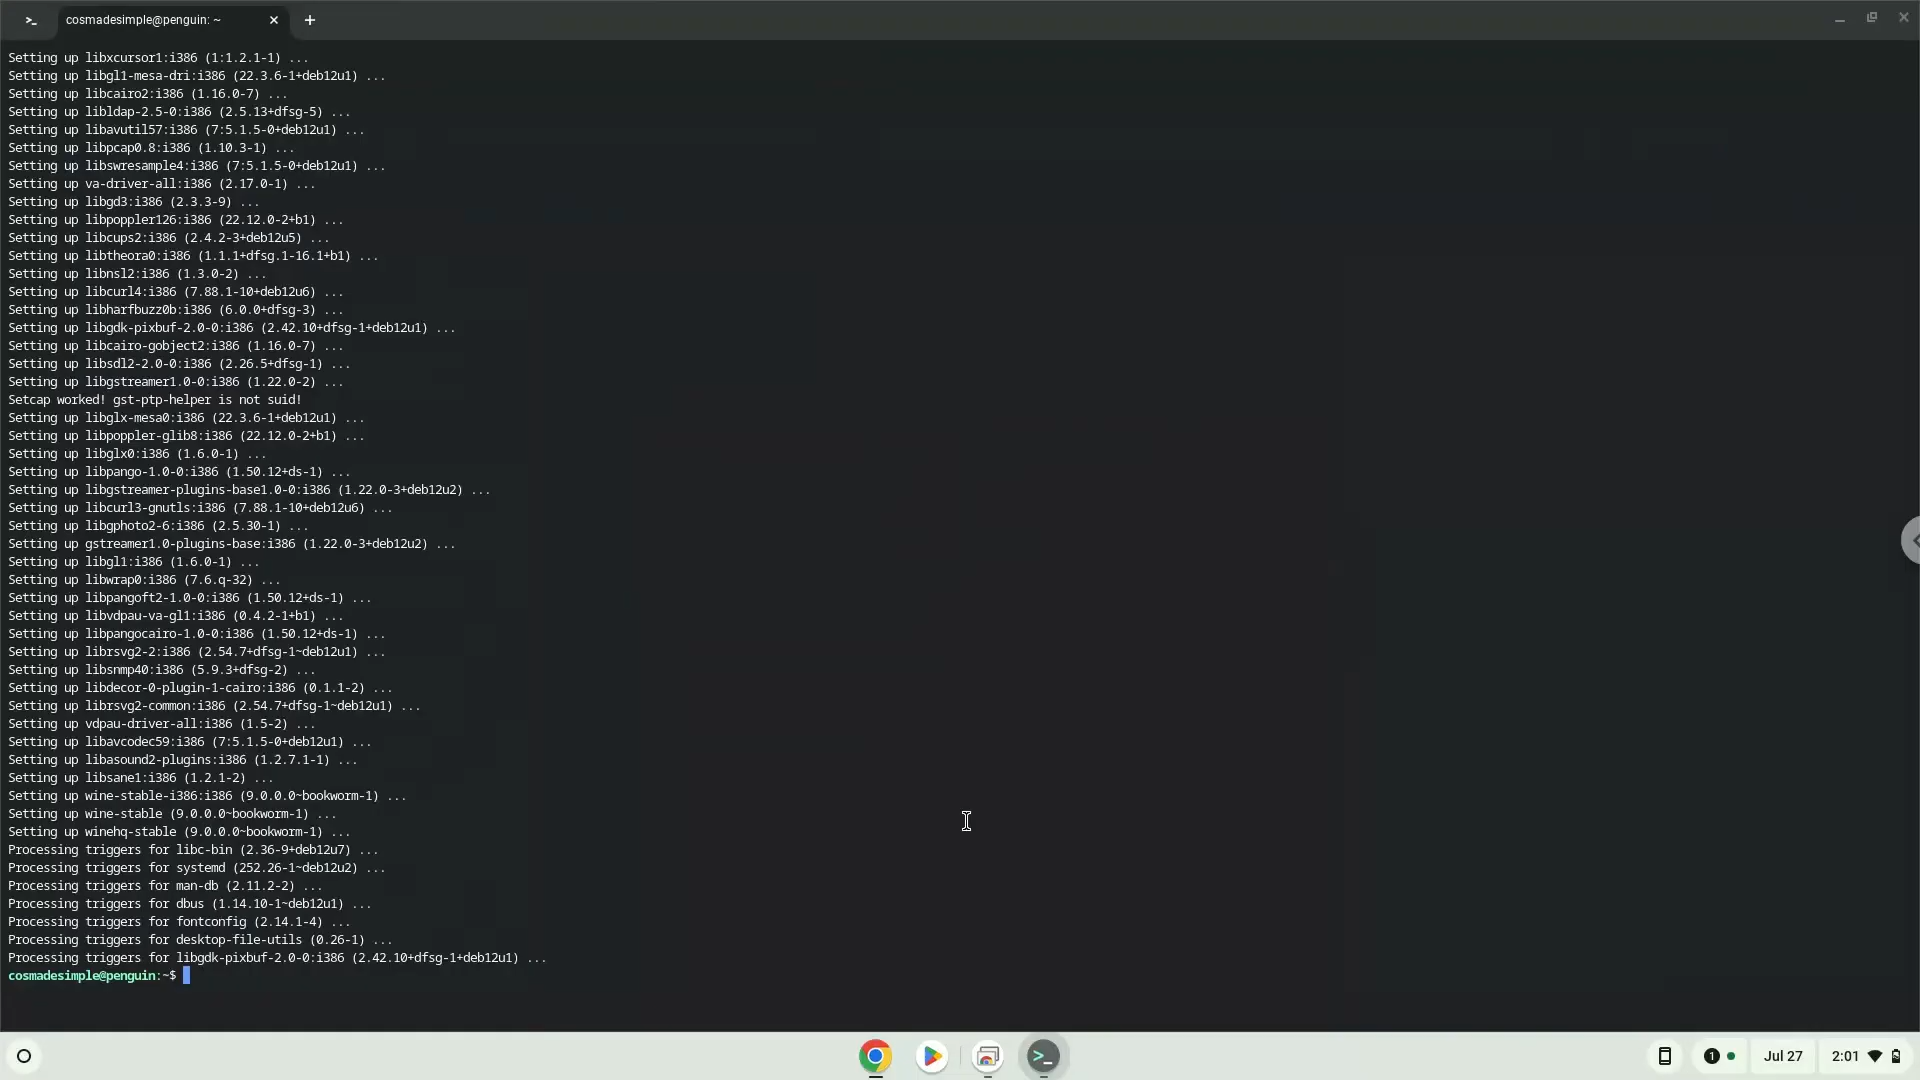 cosmadesimple@penguin: ~
Setting up libxcursor1:i386 (1:1.2.1-1) ...
Setting up libgl1-mesa-dri:i386 (22.3.6-1+deb12u1) ...
Setting up libcairo2:i386 (1.16.0-7) ...
Setting up libldap-2.5-0:i386 (2.5.13+dfsg-5) ...
Setting up libavutil57:i386 (7:5.1.5-0+deb12u1) ...
Setting up libpcap0.8:i386 (1.10.3-1) ...
Setting up libswresample4:i386 (7:5.1.5-0+deb12u1) ...
Setting up va-driver-all:i386 (2.17.0-1) ...
Setting up libgd3:i386 (2.3.3-9) ...
Setting up libpoppler126:i386 (22.12.0-2+b1) ...
Setting up libcups2:i386 (2.4.2-3+deb12u5) ...
Setting up libtheora0:i386 (1.1.1+dfsg.1-16.1+b1) ...
Setting up libnsl2:i386 (1.3.0-2) ...
Setting up libcurl4:i386 (7.88.1-10+deb12u6) ...
Setting up libharfbuzz0b:i386 (6.0.0+dfsg-3) ...
Setting up libgdk-pixbuf-2.0-0:i386 (2.42.10+dfsg-1+deb12u1) ...
Setting up libcairo-gobject2:i386 (1.16.0-7) ...
Setting up libsdl2-2.0-0:i386 (2.26.5+dfsg-1) ...
Setting up libgstreamer1.0-0:i386 (1.22.0-2) ...
Setcap worked! gst-ptp-helper is not suid!
Setting up libglx-mesa0:i386 (22.3.6-1+deb12u1) ...
Setting up libpoppler-glib8:i386 (22.12.0-2+b1) ...
Setting up libglx0:i386 (1.6.0-1) ...
Setting up libpango-1.0-0:i386 (1.50.12+ds-1) ...
Setting up libgstreamer-plugins-base1.0-0:i386 (1.22.0-3+deb12u2) ...
Setting up libcurl3-gnutls:i386 (7.88.1-10+deb12u6) ...
Setting up libgphoto2-6:i386 (2.5.30-1) ...
Setting up gstreamer1.0-plugins-base:i386 (1.22.0-3+deb12u2) ...
Setting up libgl1:i386 (1.6.0-1) ...
Setting up libwrap0:i386 (7.6.q-32) ...
Setting up libpangoft2-1.0-0:i386 (1.50.12+ds-1) ...
Setting up libvdpau-va-gl1:i386 (0.4.2-1+b1) ...
Setting up libpangocairo-1.0-0:i386 (1.50.12+ds-1) ...
Setting up librsvg2-2:i386 (2.54.7+dfsg-1~deb12u1) ...
Setting up libsnmp40:i386 (5.9.3+dfsg-2) ...
Setting up libdecor-0-plugin-1-cairo:i386 (0.1.1-2) ...
Setting up librsvg2-common:i386 (2.54.7+dfsg-1~deb12u1) ...
Setting up vdpau-driver-all:i386 (1.5-2) ...
Setting up libavcodec59:i386 (7:5.1.5-0+deb12u1) ...
Setting up libasound2-plugins:i386 (1.2.7.1-1) ...
Setting up libsane1:i386 (1.2.1-2) ...
Setting up wine-stable-i386:i386 (9.0.0.0~bookworm-1) ...
Setting up wine-stable (9.0.0.0~bookworm-1) ...
Setting up winehq-stable (9.0.0.0~bookworm-1) ...
Processing triggers for libc-bin (2.36-9+deb12u7) ...
Processing triggers for systemd (252.26-1~deb12u2) ...
Processing triggers for man-db (2.11.2-2) ...
Processing triggers for dbus (1.14.10-1~deb12u1) ...
Processing triggers for fontconfig (2.14.1-4) ...
Processing triggers for desktop-file-utils (0.26-1) ...
Processing triggers for libgdk-pixbuf-2.0-0:i386 (2.42.10+dfsg-1+deb12u1) ...
cosmadesimple@penguin:~$
1 Jul 27 2:01